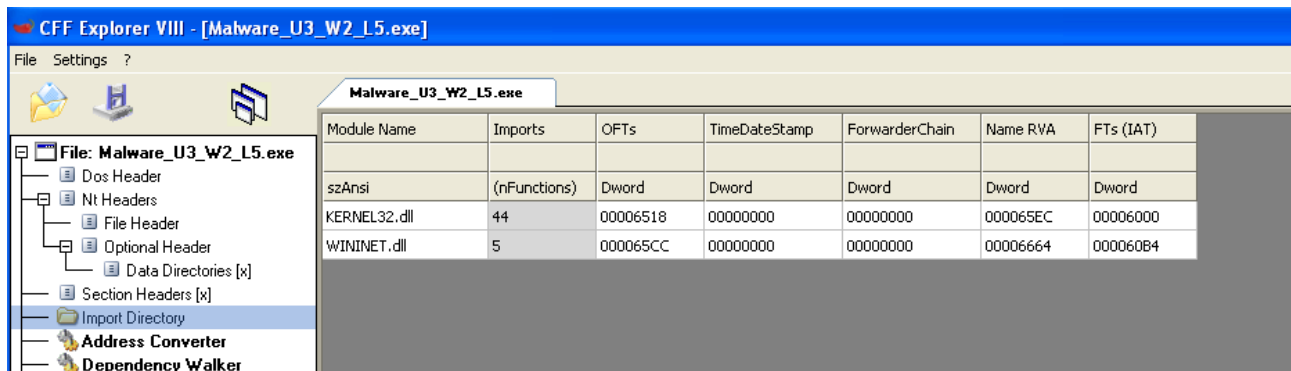 CFF Explorer VIII - [Malware_U3_W2_L5.exe]
File Settings ?
Malware_U3_W2_L5.exe
Module Name Imports OFTs TimeDateStamp ForwarderChain Name RVA FTs (IAT)
szAnsi (nFunctions) Dword Dword Dword Dword Dword
KERNEL32.dll 44 00006518 00000000 00000000 000065EC 00006000
WININET.dll 5 000065CC 00000000 00000000 00006664 000060B4
File: Malware_U3_W2_L5.exe
Dos Header
Nt Headers
File Header
Optional Header
Data Directories [x]
Section Headers [x]
Import Directory
Address Converter
Dependency Walker